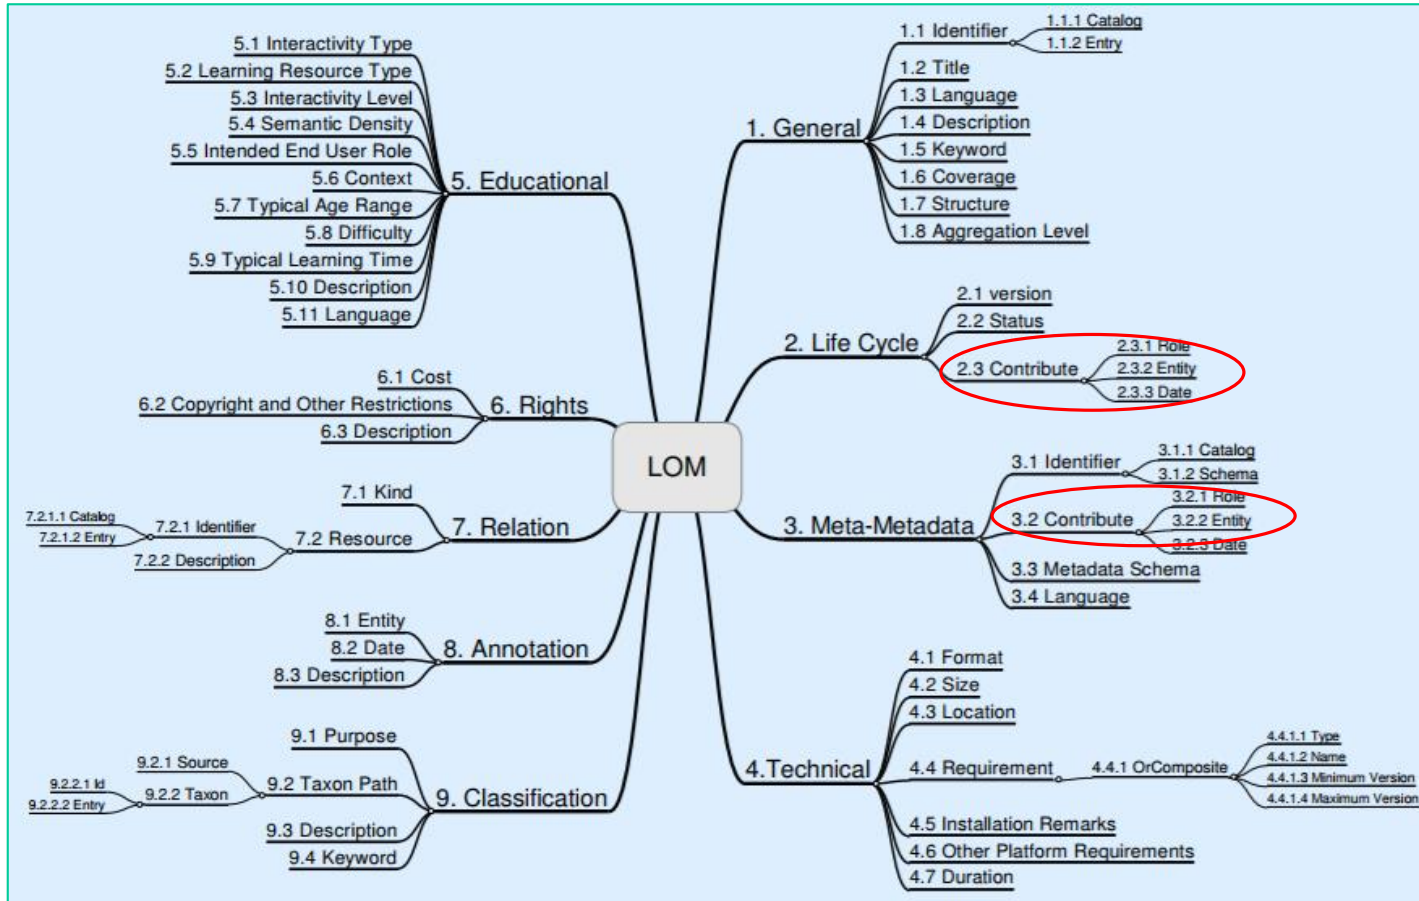 LOM
1. General
1.1 Identifier
1.1.1 Catalog
1.1.2 Entry
1.2 Title
1.3 Language
1.4 Description
1.5 Keyword
1.6 Coverage
1.7 Structure
1.8 Aggregation Level
2. Life Cycle
2.1 version
2.2 Status
2.3 Contribute
2.3.1 Role
2.3.2 Entity
2.3.3 Date
3. Meta-Metadata
3.1 Identifier
3.1.1 Catalog
3.1.2 Schema
3.2 Contribute
3.2.1 Role
3.2.2 Entity
3.2.3 Date
3.3 Metadata Schema
3.4 Language
4.Technical
4.1 Format
4.2 Size
4.3 Location
4.4 Requirement
4.4.1 OrComposite
4.4.1.1 Type
4.4.1.2 Name
4.4.1.3 Minimum Version
4.4.1.4 Maximum Version
4.5 Installation Remarks
4.6 Other Platform Requirements
4.7 Duration
5. Educational
5.1 Interactivity Type
5.2 Learning Resource Type
5.3 Interactivity Level
5.4 Semantic Density
5.5 Intended End User Role
5.6 Context
5.7 Typical Age Range
5.8 Difficulty
5.9 Typical Learning Time
5.10 Description
5.11 Language
6. Rights
6.1 Cost
6.2 Copyright and Other Restrictions
6.3 Description
7. Relation
7.1 Kind
7.2 Resource
7.2.1 Identifier
7.2.1.1 Catalog
7.2.1.2 Entry
7.2.2 Description
8. Annotation
8.1 Entity
8.2 Date
8.3 Description
9. Classification
9.1 Purpose
9.2 Taxon Path
9.2.1 Source
9.2.2 Taxon
9.2.2.1 Id
9.2.2.2 Entry
9.3 Description
9.4 Keyword